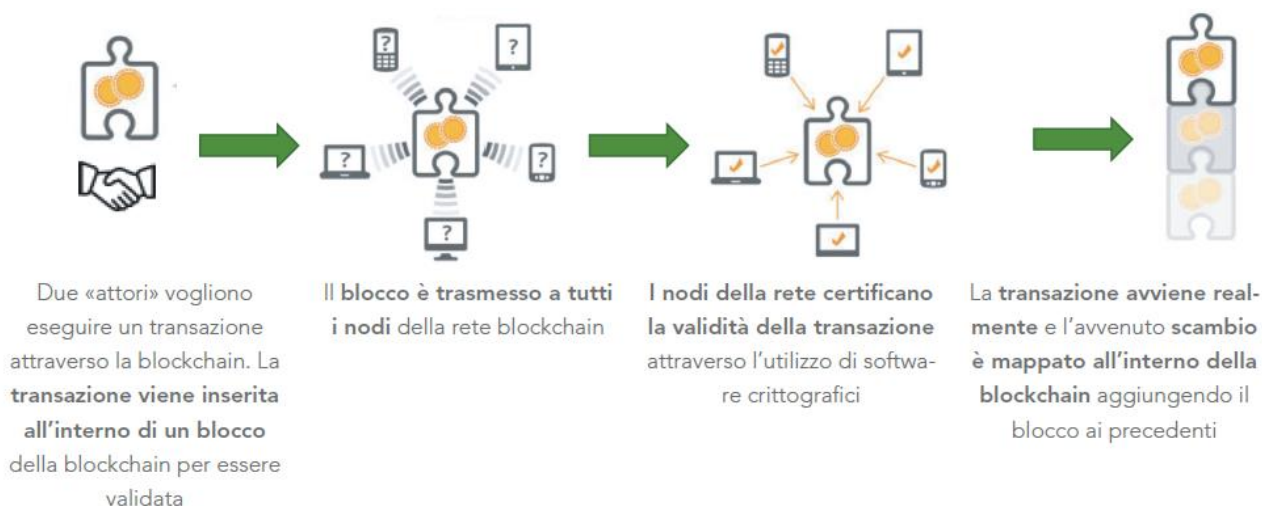 Due «attori» vogliono
eseguire un transazione
attraverso la blockchain. La
transazione viene inserita
all'interno di un blocco
della blockchain per essere
validata
Il blocco è trasmesso a tutti
i nodi della rete blockchain
I nodi della rete certificano
la validità della transazione
attraverso l'utilizzo di softwa-
re crittografici
La transazione avviene real-
mente e l'avvenuto scambio
è mappato all'interno della
blockchain aggiungendo il
blocco ai precedenti